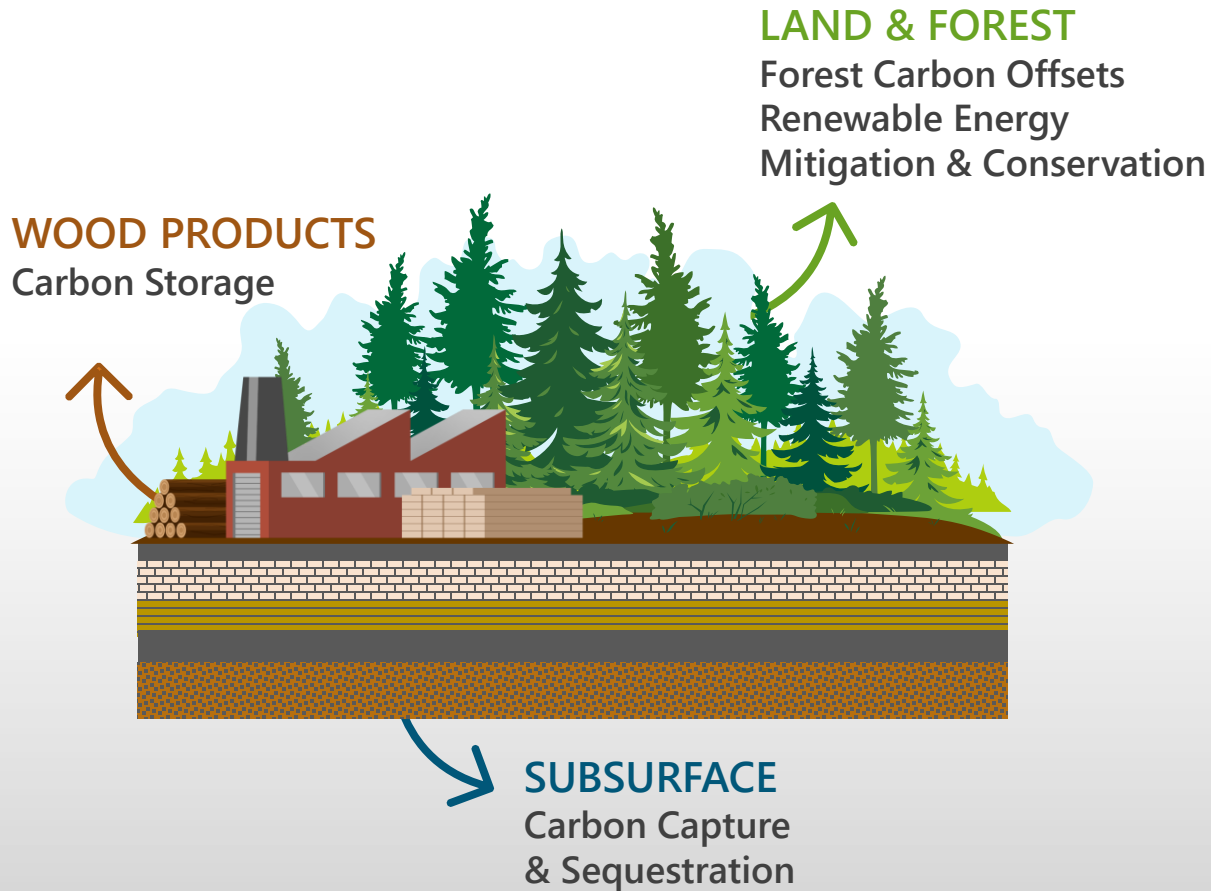 LAND & FOREST
Forest Carbon Offsets
Renewable Energy
Mitigation & Conservation
WOOD PRODUCTS
Carbon Storage
SUBSURFACE
Carbon Capture
& Sequestration